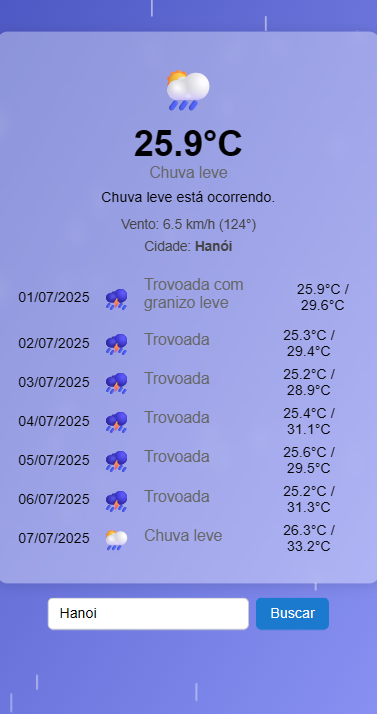 25.9°C
Chuva leve
Chuva leve está ocorrendo.
Vento: 6.5 km/h (124°)
Cidade: Hanói
01/07/2025 Trovoada com granizo leve 25.9°C / 29.6°C
02/07/2025 Trovoada 25.3°C / 29.4°C
03/07/2025 Trovoada 25.2°C / 28.9°C
04/07/2025 Trovoada 25.4°C / 31.1°C
05/07/2025 Trovoada 25.6°C / 29.5°C
06/07/2025 Trovoada 25.2°C / 31.3°C
07/07/2025 Chuva leve 26.3°C / 33.2°C
Hanoi Buscar